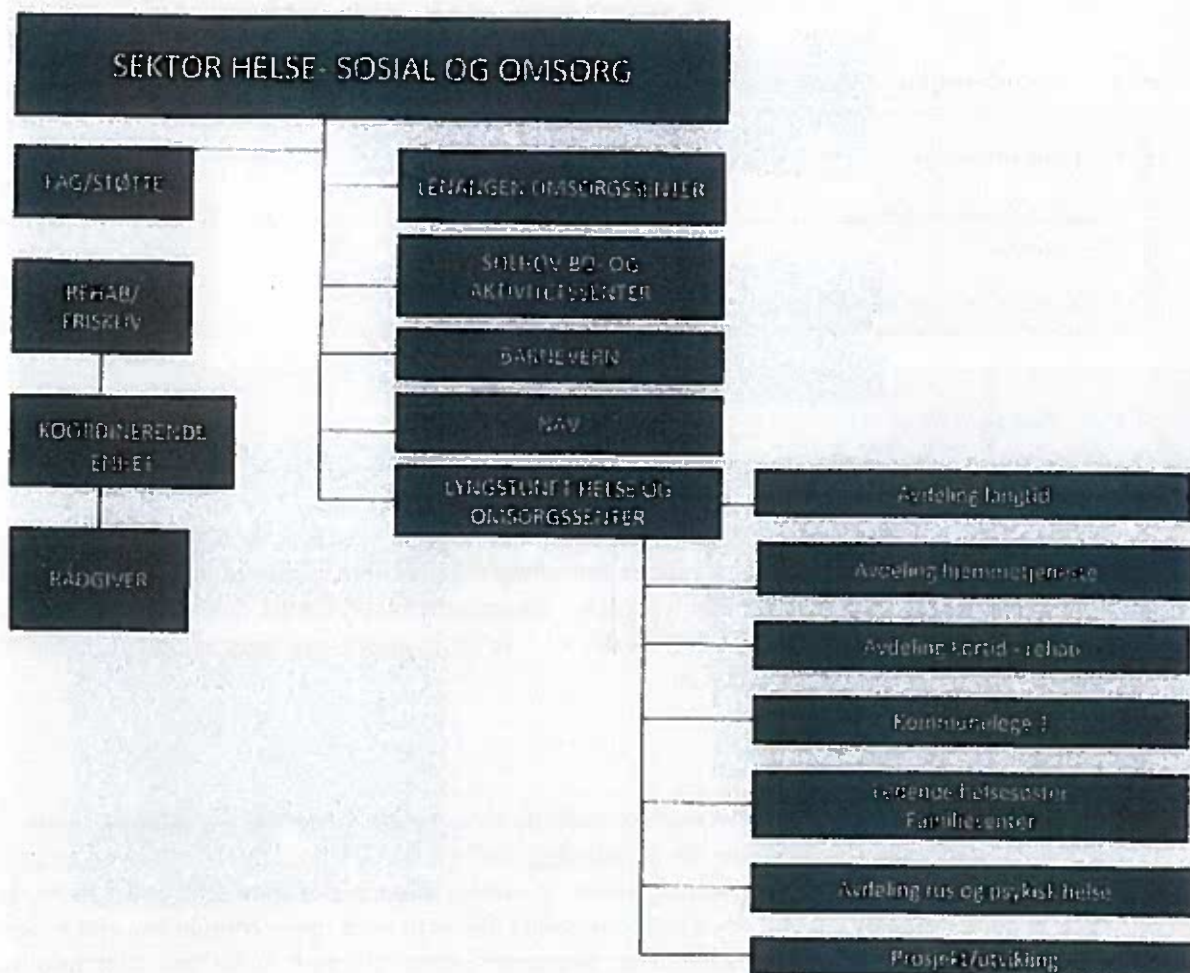 SEKTOR HELSE- SOSIAL OG OMSORG
FAG/STØTTE
REHAB/
FRISKLIV
KOORDINERENDE
ENHET
RÅDGIVER
LENANGEN OMSORGSSENTER
SOLHOV BO- OG
AKTIVITETSSENTER
BARNEVERN
NAV
LYNGSTUNET HELSE OG
OMSORGSSENTER
Avdeling langtid
Avdeling hjemmetjeneste
Avdeling kortid - rehab
Kommunelege 1
Ledende helsesøster
Familiesenter
Avdeling rus og psykisk helse
Prosjekt/utvikling